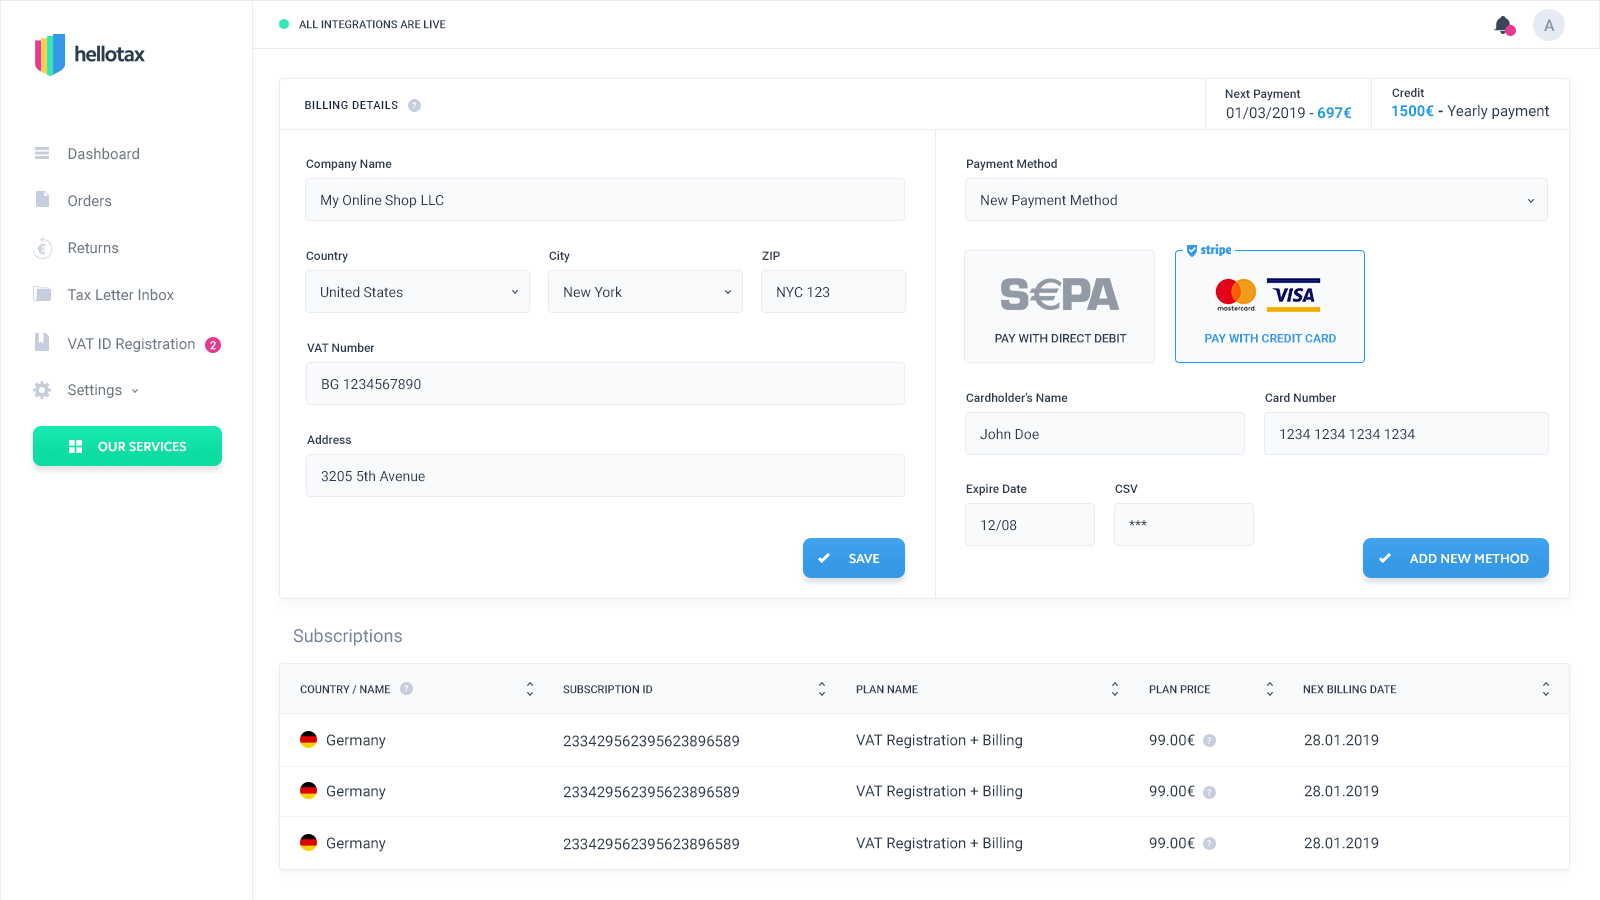 hellotax
ALL INTEGRATIONS ARE LIVE
A
Dashboard
Orders
Returns
Tax Letter Inbox
VAT ID Registration 2
Settings
OUR SERVICES
BILLING DETAILS ?
Next Payment
01/03/2019 - 697€
Credit
1500€ - Yearly payment
Company Name
My Online Shop LLC
Country City ZIP
United States New York NYC 123
VAT Number
BG 1234567890
Address
3205 5th Avenue
SAVE
Payment Method
New Payment Method
stripe
S€PA
mastercard VISA
PAY WITH DIRECT DEBIT PAY WITH CREDIT CARD
Cardholder's Name Card Number
John Doe 1234 1234 1234 1234
Expire Date CSV
12/08 ***
ADD NEW METHOD
Subscriptions
COUNTRY / NAME ? SUBSCRIPTION ID PLAN NAME PLAN PRICE NEX BILLING DATE
Germany 233429562395623896589 VAT Registration + Billing 99.00€ ? 28.01.2019
Germany 233429562395623896589 VAT Registration + Billing 99.00€ ? 28.01.2019
Germany 233429562395623896589 VAT Registration + Billing 99.00€ ? 28.01.2019